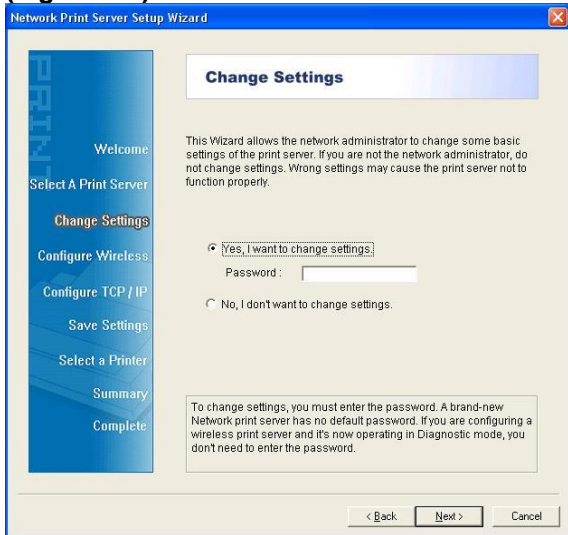 Network Print Server Setup Wizard
PRINT
Change Settings
Welcome
Select A Print Server
Change Settings
Configure Wireless
Configure TCP / IP
Save Settings
Select a Printer
Summary
Complete
This Wizard allows the network administrator to change some basic
settings of the print server. If you are not the network administrator, do
not change settings. Wrong settings may cause the print server not to
function properly.
Yes, I want to change settings.
Password :
No, I don't want to change settings.
To change settings, you must enter the password. A brand-new
Network print server has no default password. If you are configuring a
wireless print server and it's now operating in Diagnostic mode, you
don't need to enter the password.
< Back
Next >
Cancel